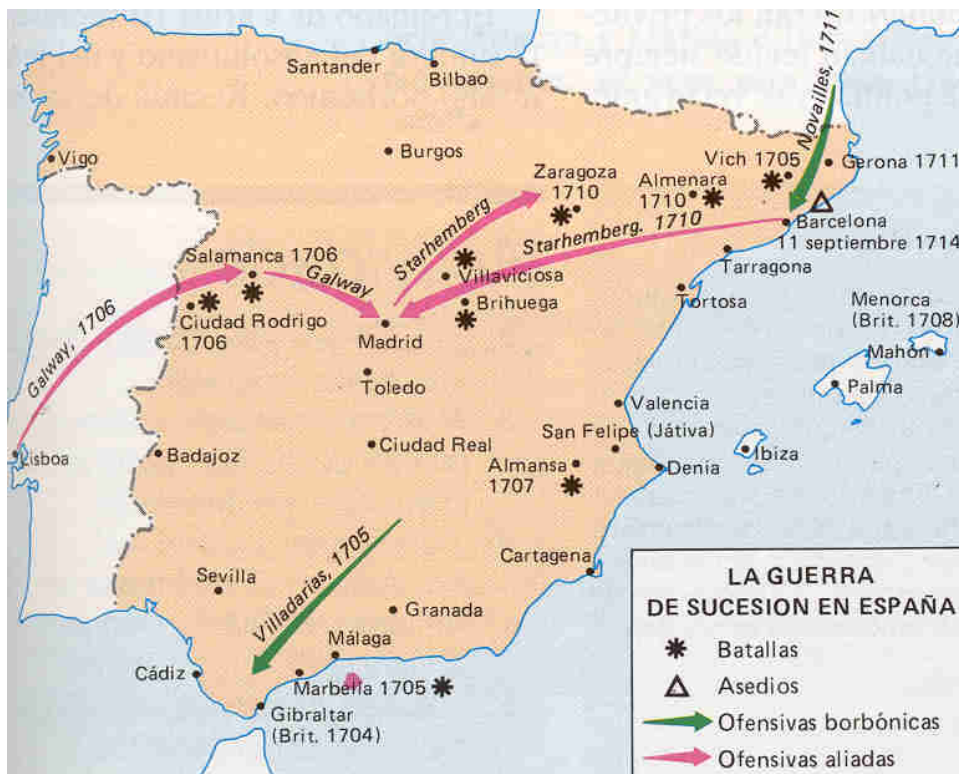 Santander
Bilbao
Novailles, 1711
Vigo
Burgos
Vich 1705
Gerona 1711
Zaragoza
1710
Almenara
1710
Starhemberg
Starhemberg. 1710
Barcelona
11 septiembre 1714
Salamanca 1706
Galway
Villaviciosa
Tarragona
Galway, 1706
Ciudad Rodrigo
1706
Brihuega
Tortosa
Menorca
(Brit. 1708)
Madrid
Mahón
Toledo
Palma
Valencia
Lisboa
Badajoz
Ciudad Real
San Felipe (Játiva)
Ibiza
Almansa
1707
Denia
Villadarias, 1705
Cartagena
Sevilla
Granada
Málaga
Cádiz
Marbella 1705
Gibraltar
(Brit. 1704)
LA GUERRA
DE SUCESION EN ESPAÑA
Batallas
Asedios
Ofensivas borbónicas
Ofensivas aliadas